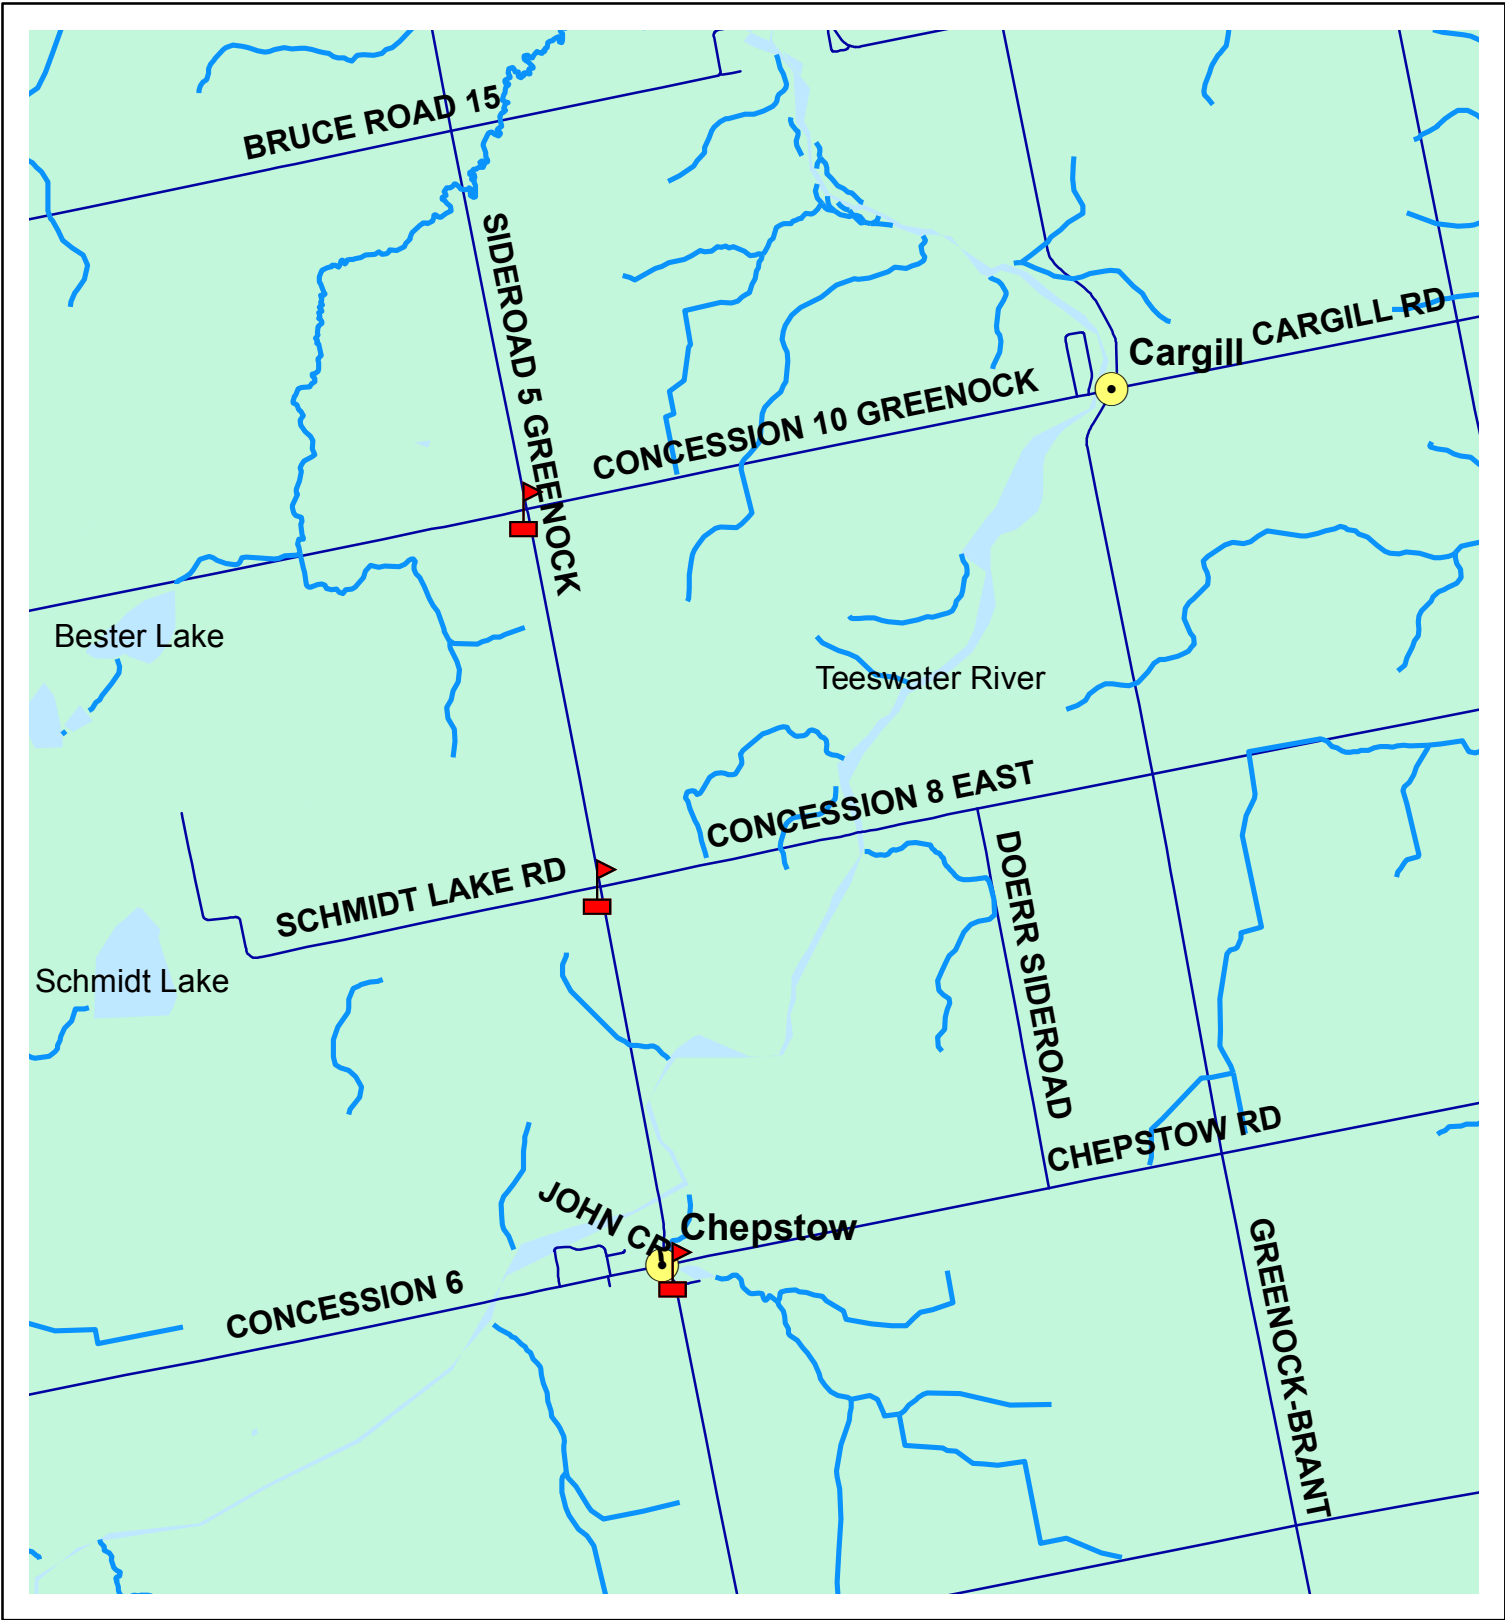 BRUCE ROAD 15
SIDEROAD 5 GREENOCK
CARGILL RD
Cargill
CONCESSION 10 GREENOCK
Bester Lake
Teeswater River
CONCESSION 8 EAST
SCHMIDT LAKE RD
DOERR SIDEROAD
Schmidt Lake
CHEPSTOW RD
JOHN CR
Chepstow
CONCESSION 6
GREENOCK-BRANT